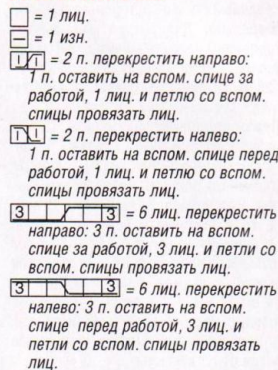 = 1 лиц.
= 1 изн.
= 2 п. перекрестить направо:
1 п. оставить на вспом. спице за
работой, 1 лиц. и петлю со вспом.
спицы провязать лиц.
= 2 п. перекрестить налево:
1 п. оставить на вспом. спице перед
работой, 1 лиц. и петлю со вспом.
спицы провязать лиц.
3 3 = 6 лиц. перекрестить
направо: 3 п. оставить на вспом.
спице за работой, 3 лиц. и петли со
вспом. спицы провязать лиц.
3 3 = 6 лиц. перекрестить
налево: 3 п. оставить на вспом.
спице перед работой, 3 лиц. и
петли со вспом. спицы провязать
лиц.